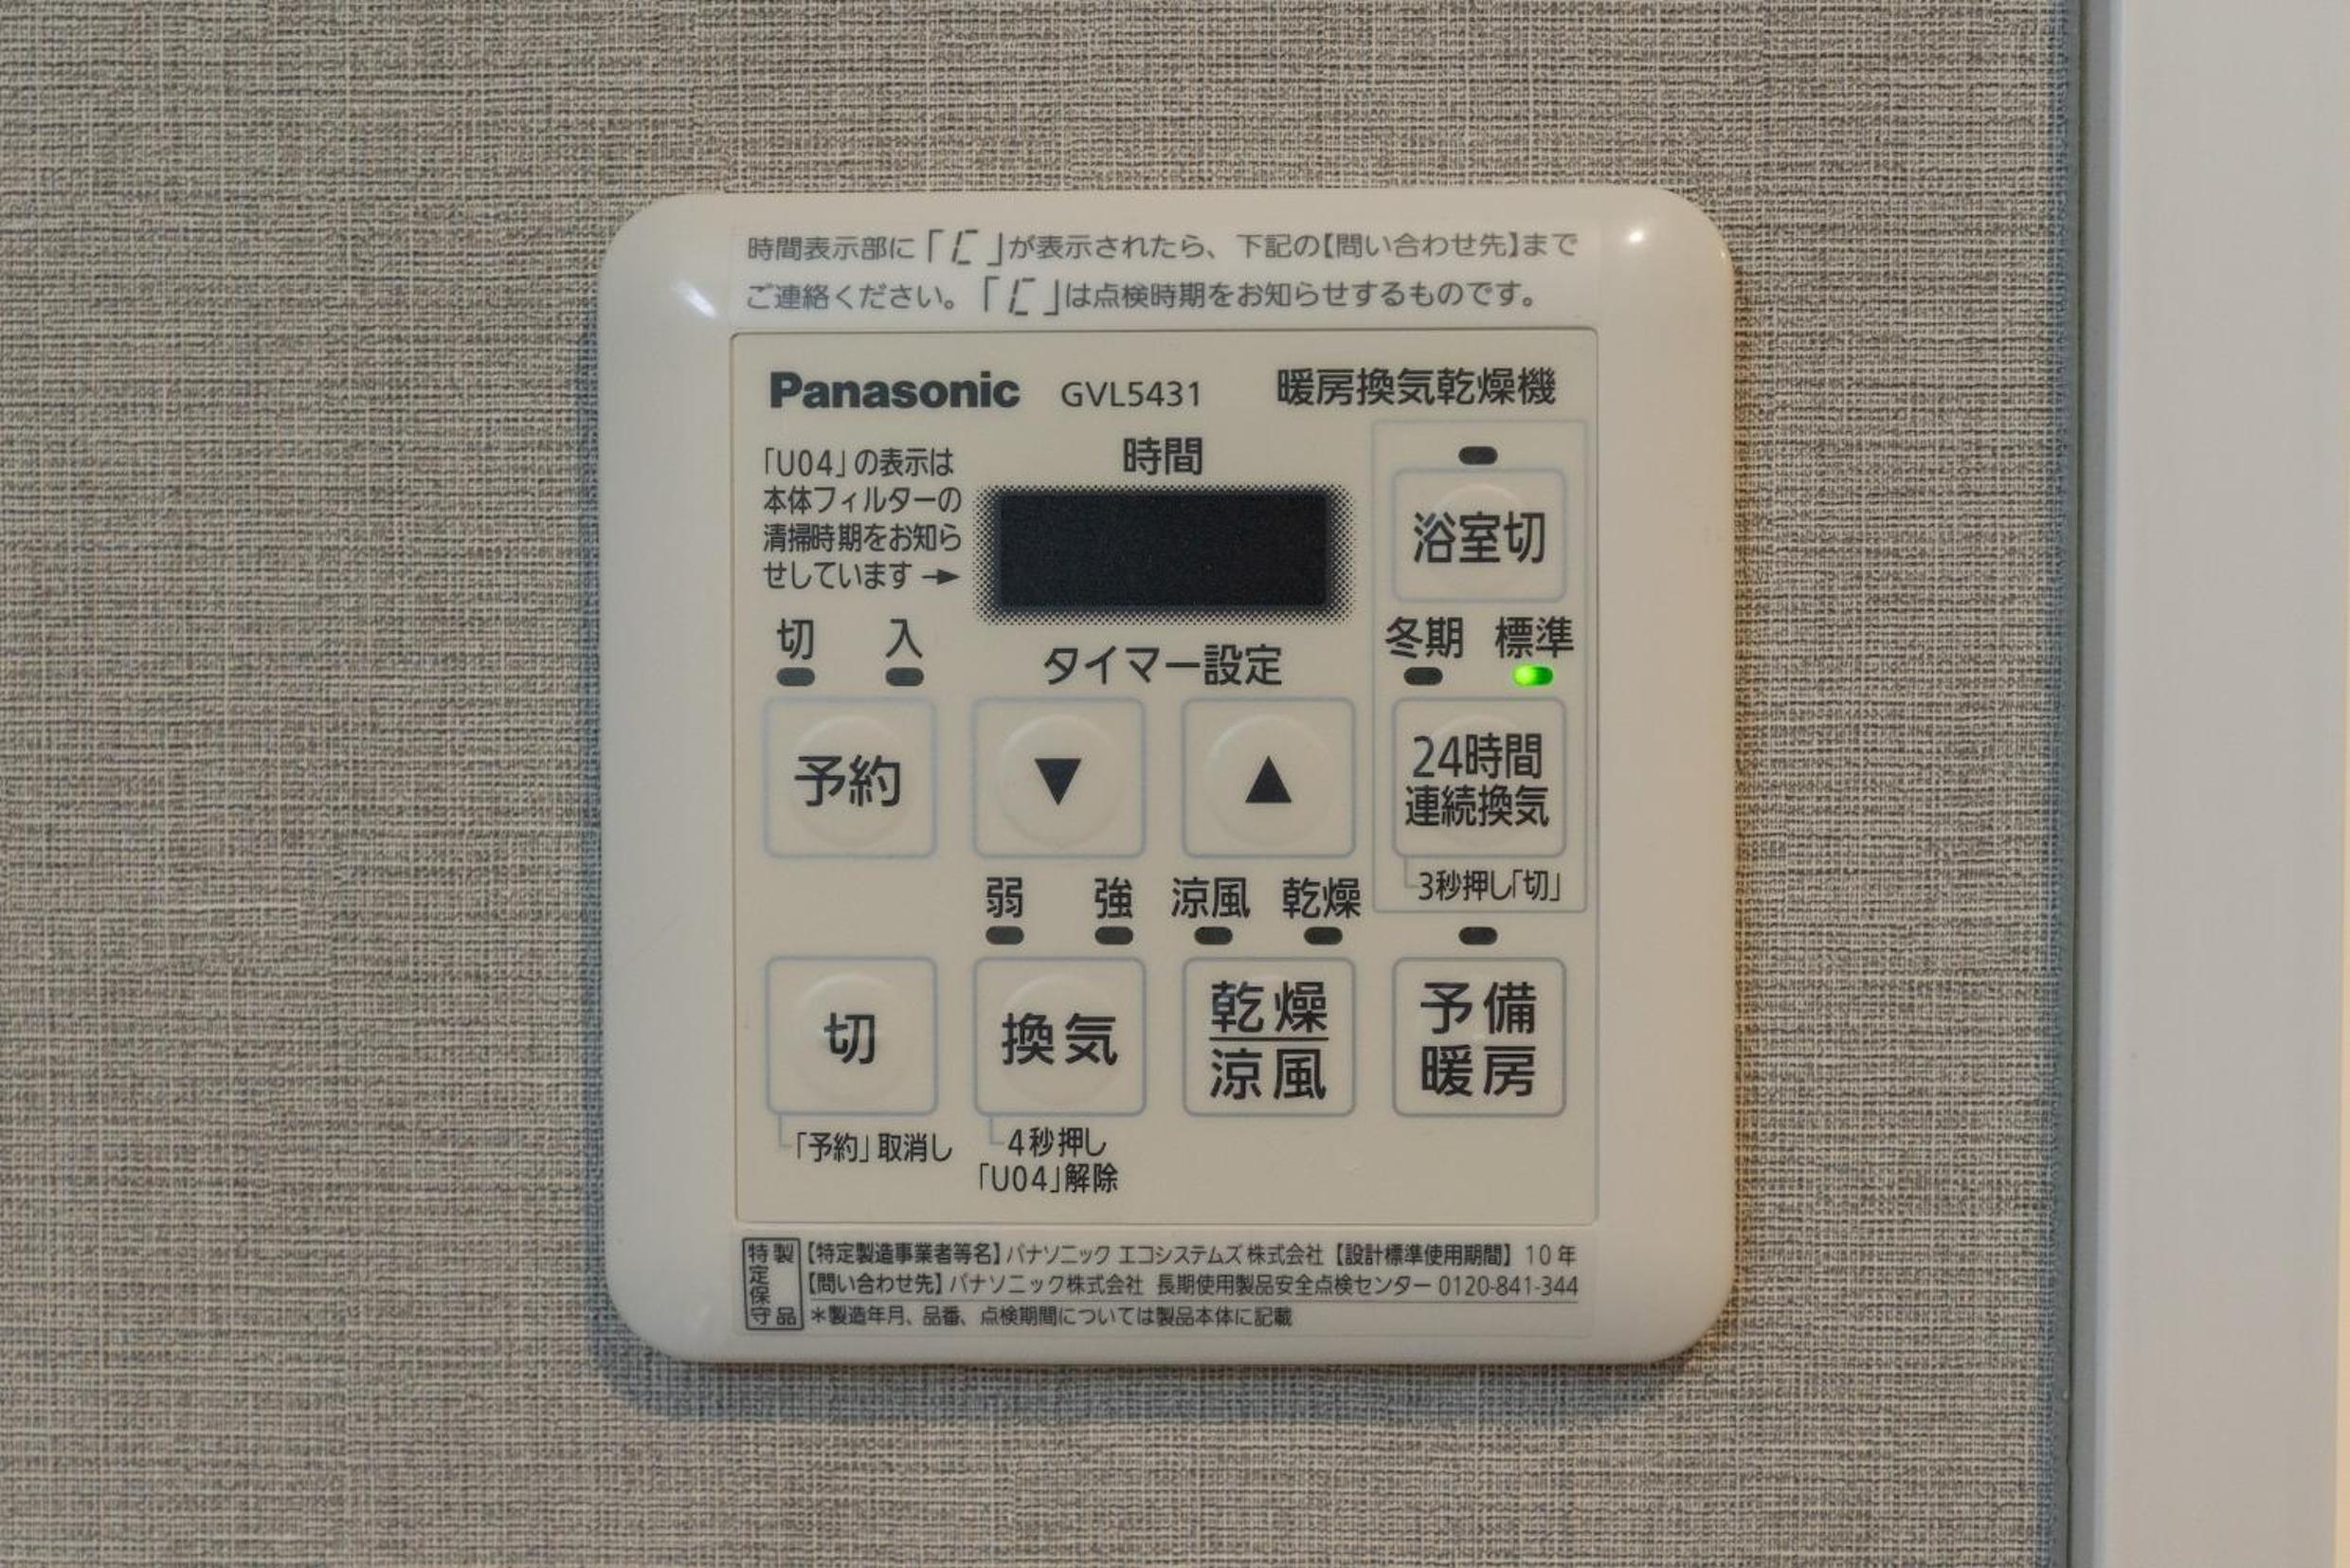 時間表示部に「 」が表示されたら、下記の【問い合わせ先】まで
ご連絡ください。「 」は点検時期をお知らせするものです。
Panasonic GVL5431 暖房換気乾燥機
「U04」の表示は
本体フィルターの
清掃時期をお知ら
せしています→
時間
浴室切
切 入
タイマー設定
冬期 標準
予約 ▼ ▲
24時間
連続換気
3秒押し「切」
弱 強 涼風 乾燥
切
換気
乾燥
涼風
予備
暖房
「予約」取消し
4秒押し
「U04」解除
特定保守製品
【特定製造事業者等名】パナソニック エコシステムズ株式会社【設計標準使用期間】10年
【問い合わせ先】パナソニック株式会社 長期使用製品安全点検センター 0120-841-344
*製造年月、品番、点検期間については製品本体に記載